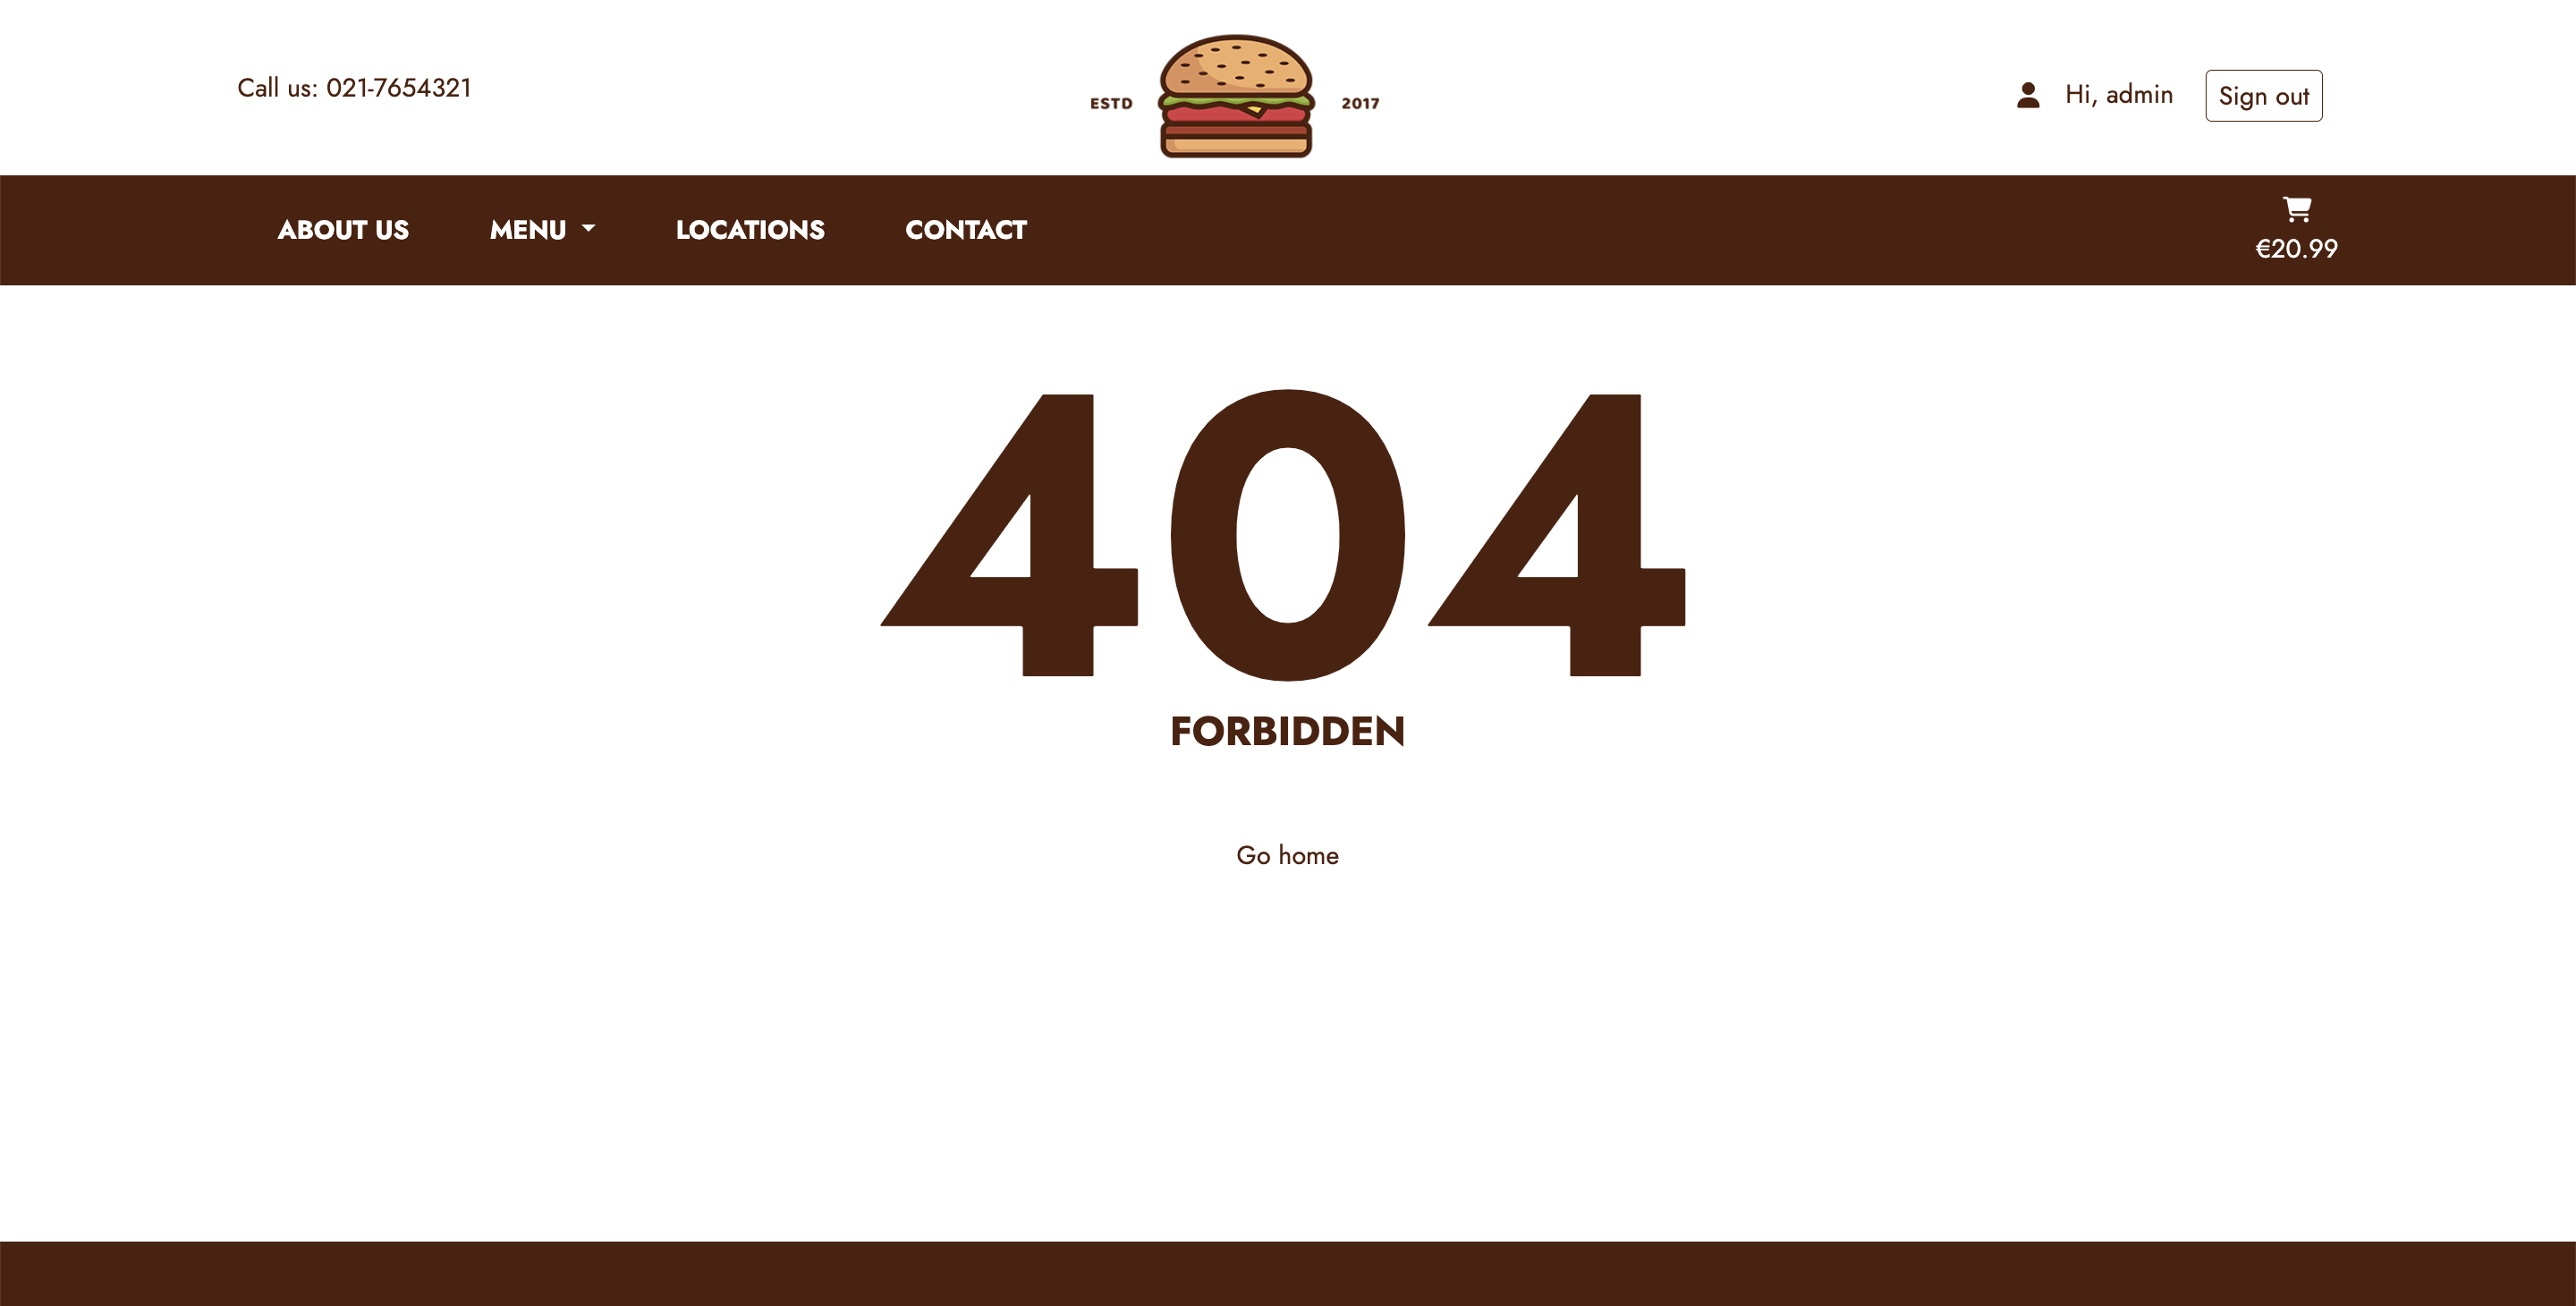 Call us: 021-7654321
ESTD 2017
Hi, admin
Sign out
ABOUT US MENU LOCATIONS CONTACT
€20.99
404
FORBIDDEN
Go home